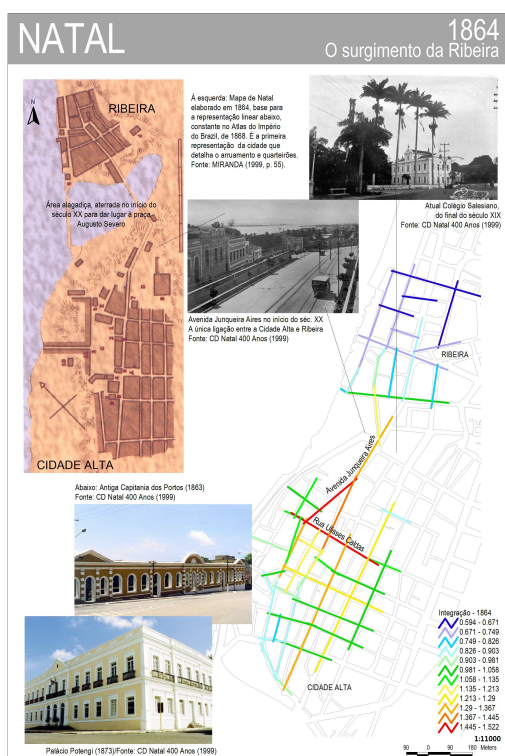 NATAL
1864
O surgimento da Ribeira
N
RIBEIRA
Área alagadiça, aterrada no início do
século XX para dar lugar à praça
Augusto Severo
CIDADE ALTA
Á esquerda: Mapa de Natal
elaborado em 1864, base para
a representação linear abaixo,
constante no Atlas do Império
do Brazil, de 1868. É a primeira
representação da cidade que
detalha o arruamento e quarteirões.
Fonte: MIRANDA (1999, p. 55).
Atual Colégio Salesiano,
do final do século XIX
Fonte: CD Natal 400 Anos (1999)
Avenida Junqueira Aires no início do séc. XX
A única ligação entre a Cidade Alta e Ribeira
Fonte: CD Natal 400 Anos (1999)
RIBEIRA
Avenida Junqueira Aires
Rua Ulisses Caldas
CIDADE ALTA
Abaixo: Antiga Capitania dos Portos (1863)
Fonte: CD Natal 400 Anos (1999)
Palácio Potengi (1873)/Fonte: CD Natal 400 Anos (1999)
Integração - 1864
0.594 - 0.671
0.671 - 0.749
0.749 - 0.826
0.826 - 0.903
0.903 - 0.981
0.981 - 1.058
1.058 - 1.135
1.135 - 1.213
1.213 - 1.29
1.29 - 1.367
1.367 - 1.445
1.445 - 1.522
1:11000
90 0 90 180 Meters